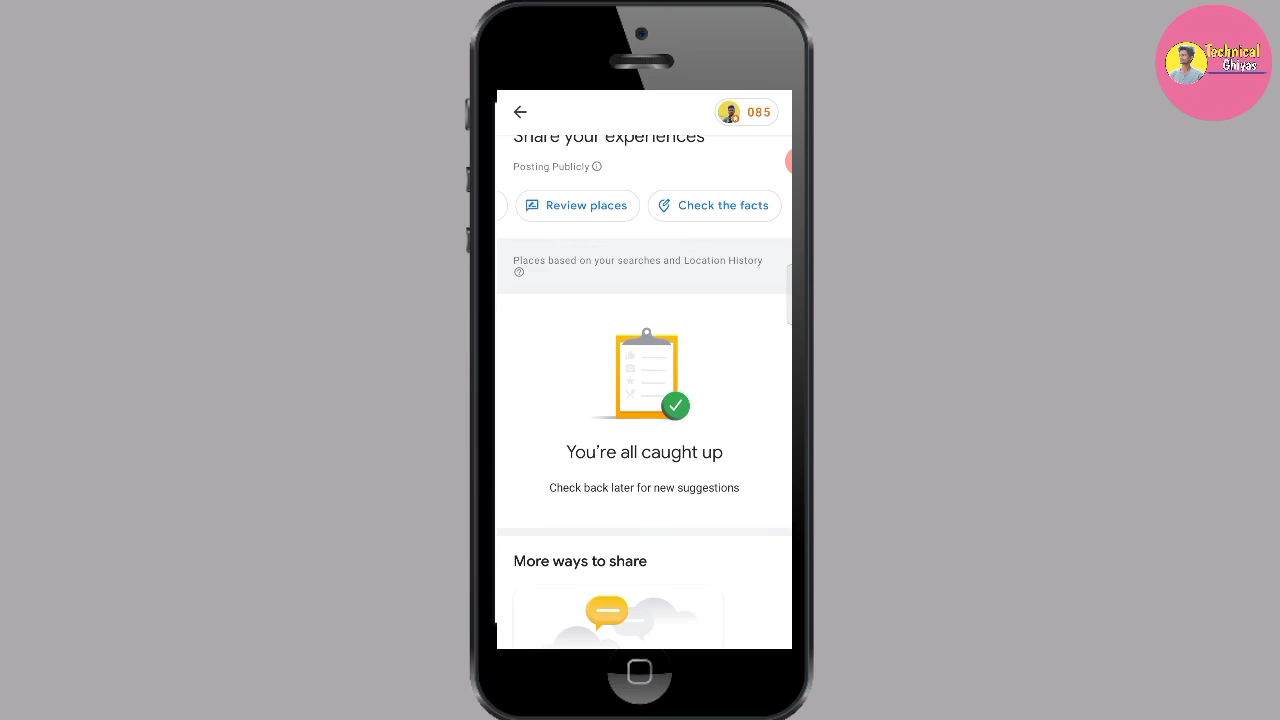 Technical
Ghiyas
085
Share your experiences
Posting Publicly
Review places
Check the facts
Places based on your searches and Location History
You're all caught up
Check back later for new suggestions
More ways to share